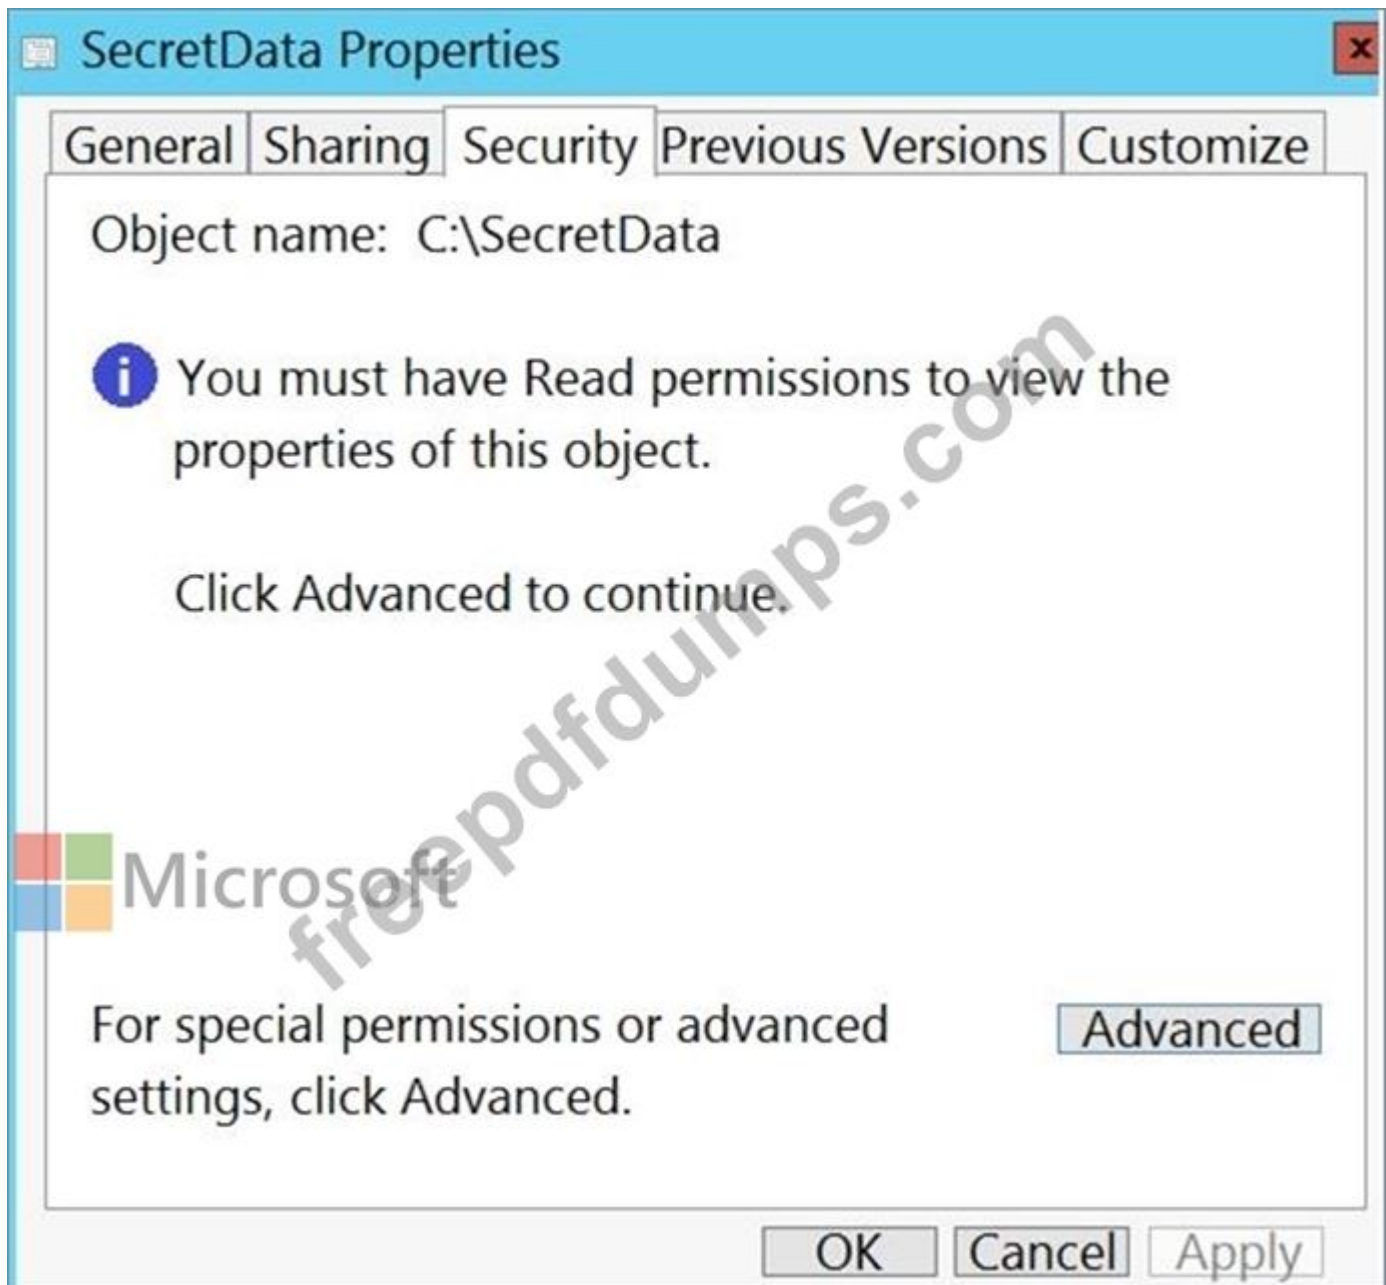 SecretData Properties
x
General Sharing Security Previous Versions Customize
Object name: C:\SecretData
i You must have Read permissions to view the
properties of this object.
Click Advanced to continue.
freepdfdumps.com
Microsoft
For special permissions or advanced
settings, click Advanced.
Advanced
OK Cancel Apply